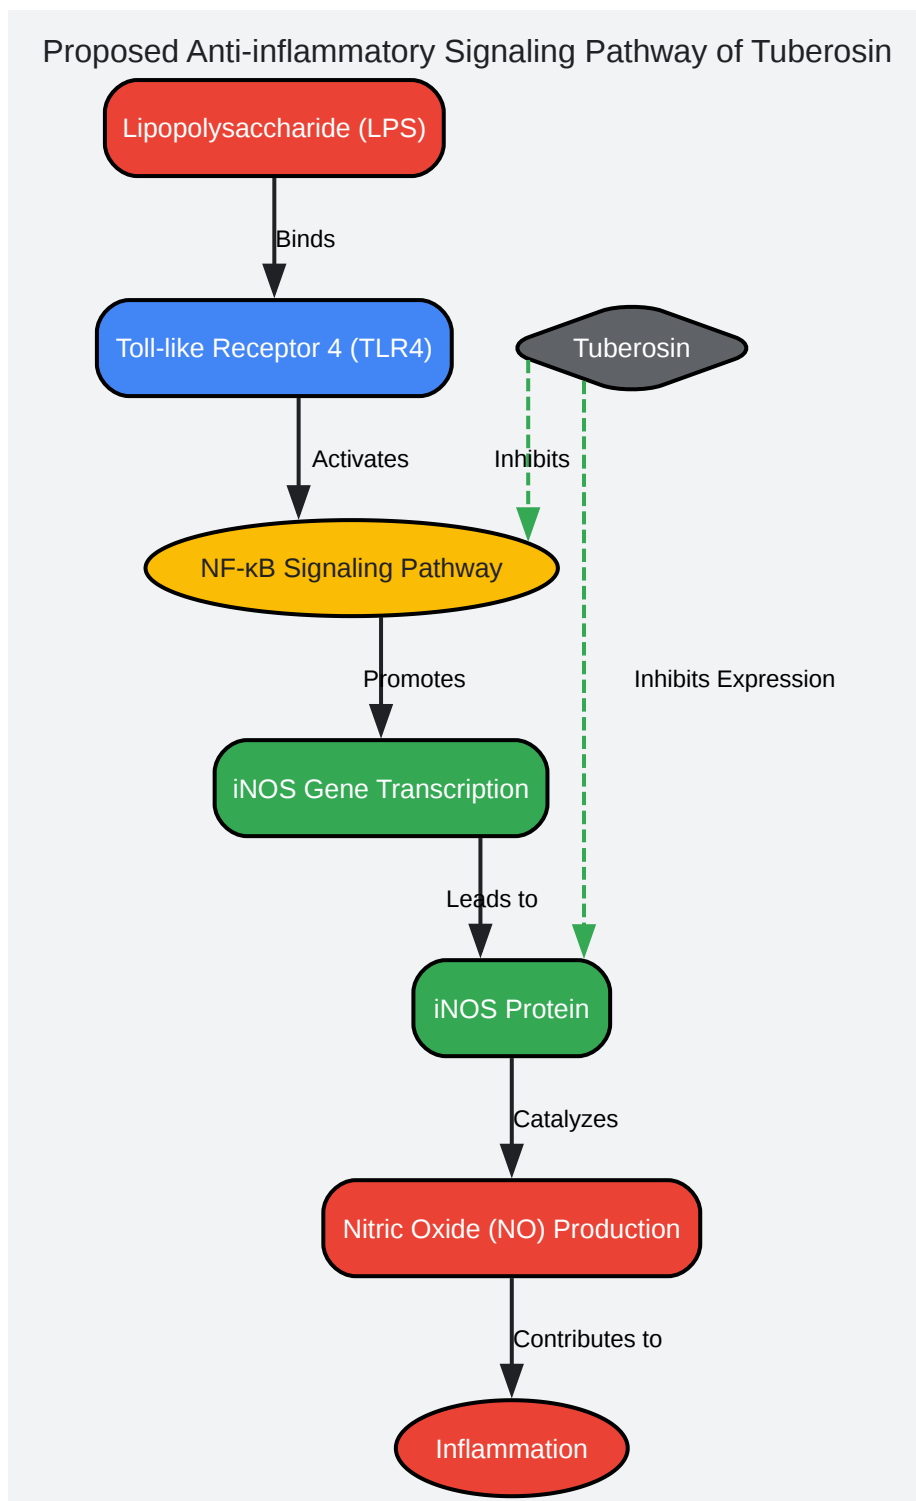 Proposed Anti-inflammatory Signaling Pathway of Tuberosin
Lipopolysaccharide (LPS)
Binds
Toll-like Receptor 4 (TLR4)
Tuberosin
Activates
Inhibits
NF-κB Signaling Pathway
Promotes
Inhibits Expression
iNOS Gene Transcription
Leads to
iNOS Protein
Catalyzes
Nitric Oxide (NO) Production
Contributes to
Inflammation